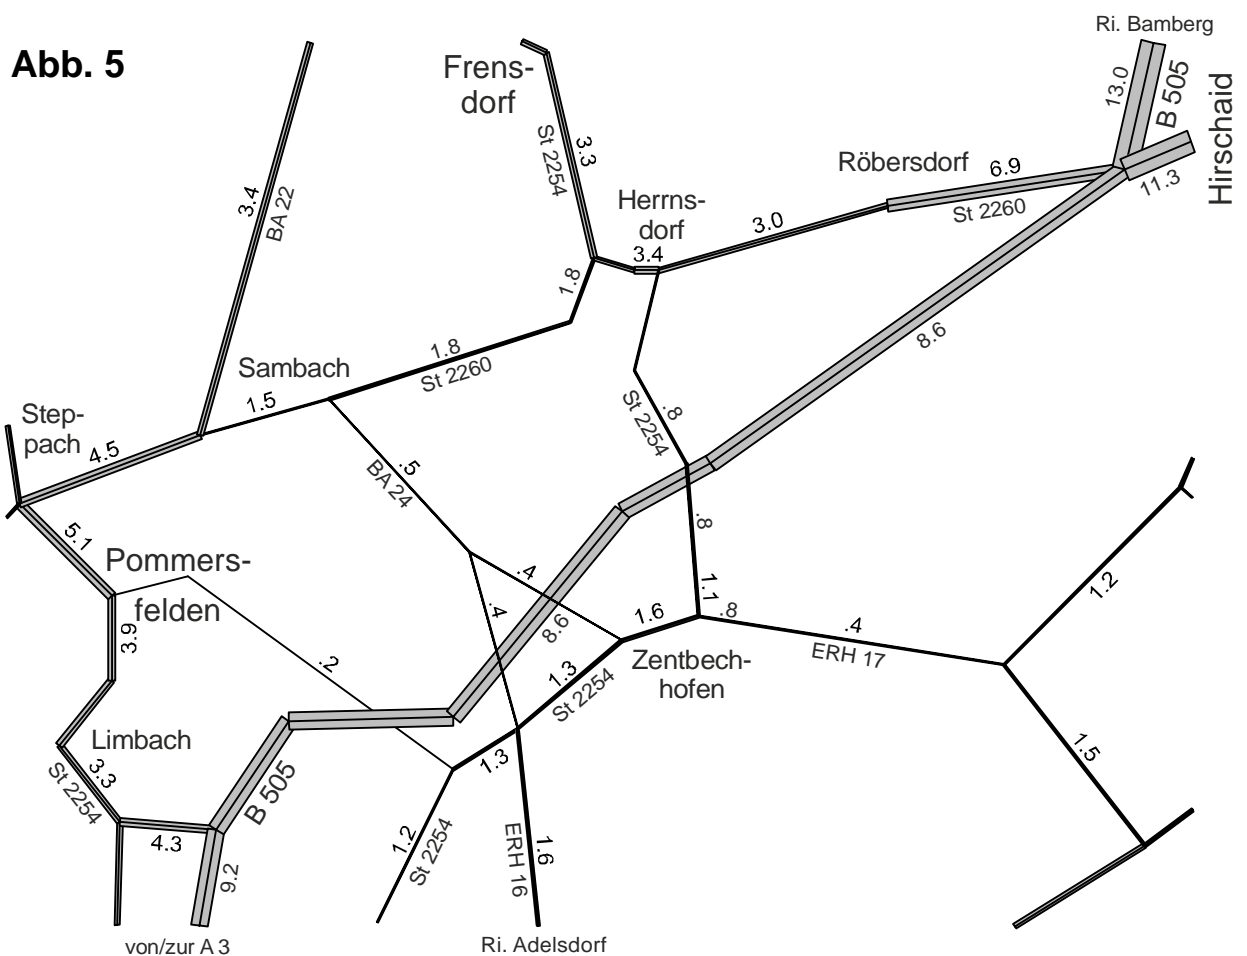 Ri. Bamberg
Abb. 5
Frens-
dorf
13.0
B 505
Hirschaid
11.3
3.4
BA 22
St 2254
3.3
Röbersdorf
6.9
St 2260
Herrns-
dorf
3.4
3.0
1.8
8.6
1.8
St 2260
Sambach
1.5
Step-
pach
4.5
.8
St 2254
.5
BA 24
.8
5.1
Pommers-
felden
3.9
.4
.4
8.6
1.6
1.1
.8
.4
ERH 17
1.2
.2
1.3
St 2254
Zentbech-
hofen
Limbach
3.3
St 2254
B 505
1.3
1.5
4.3
9.2
1.2
St 2254
ERH 16
1.6
von/zur A 3
Ri. Adelsdorf